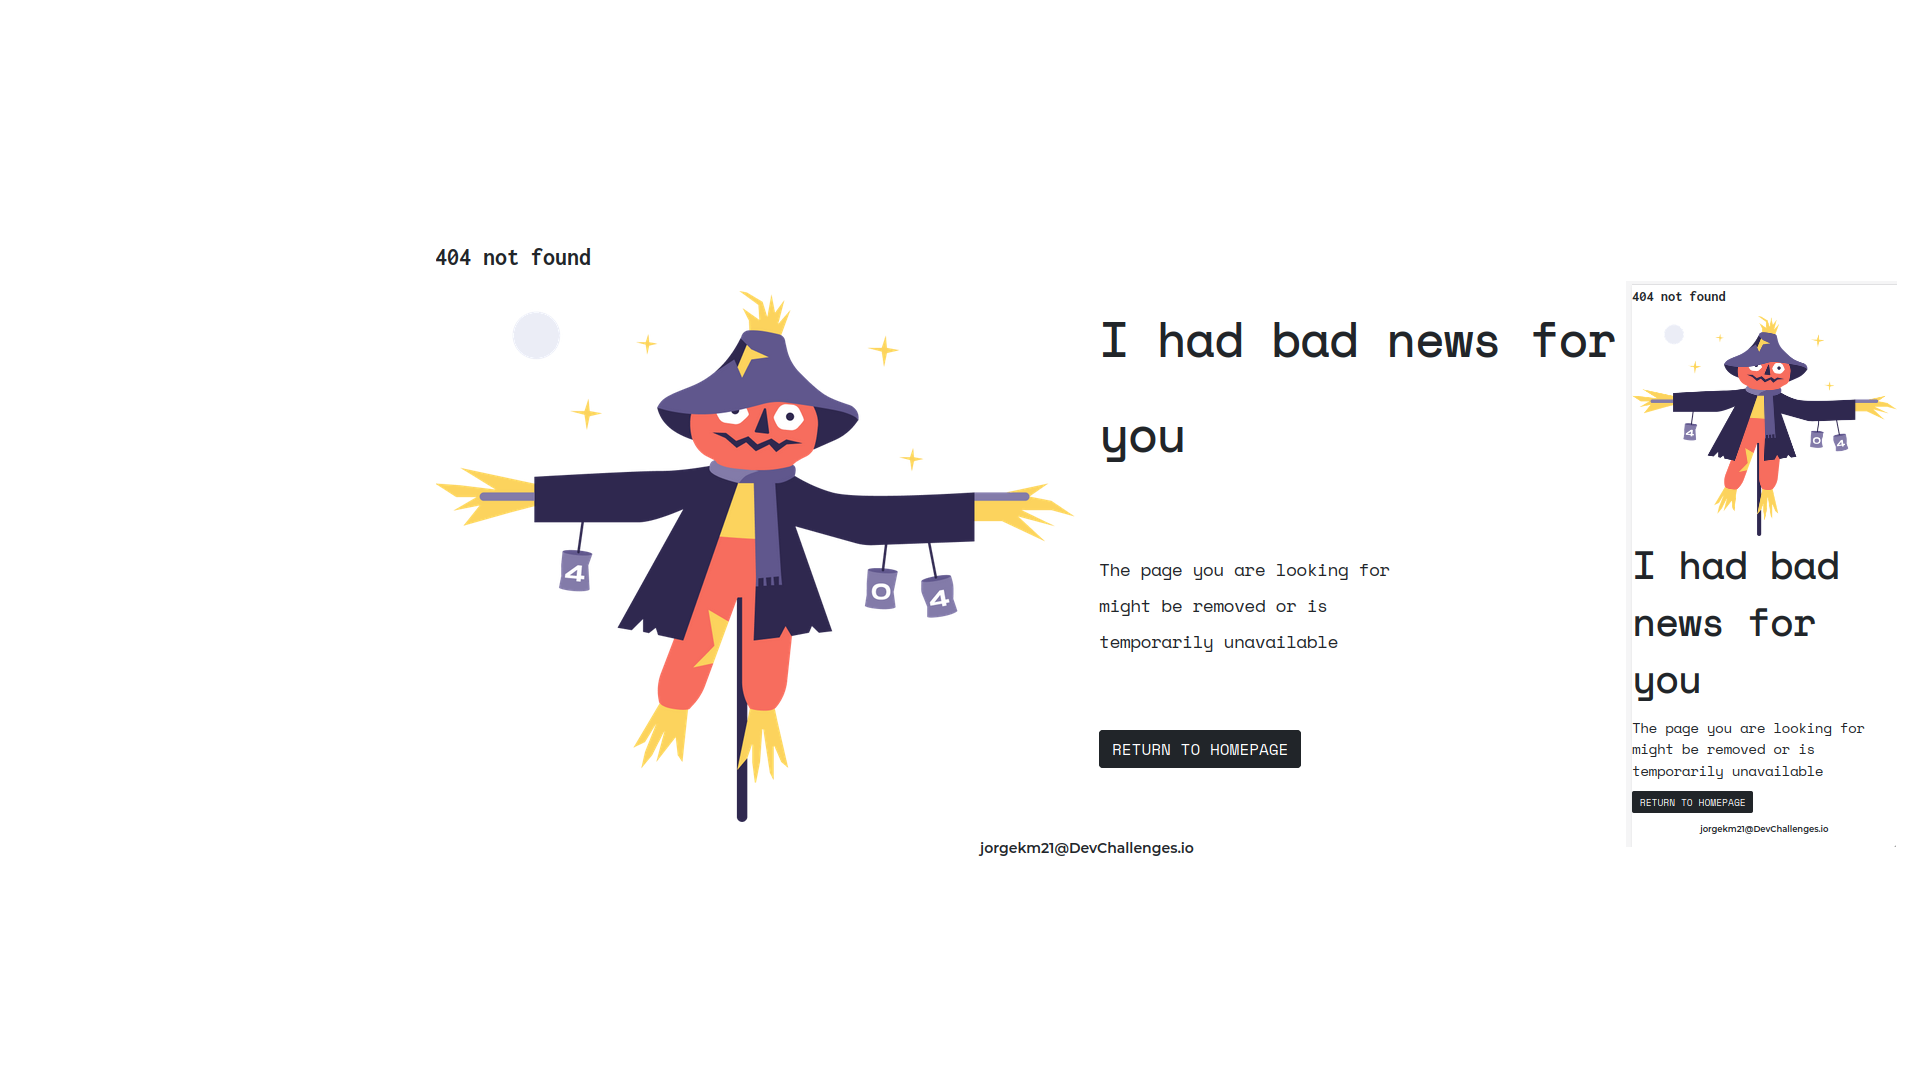 404 not found
I had bad news for
you
4
0
4
The page you are looking for
might be removed or is
temporarily unavailable
RETURN TO HOMEPAGE
jorgekm21@DevChallenges.io
404 not found
4
0
4
I had bad
news for
you
The page you are looking for
might be removed or is
temporarily unavailable
RETURN TO HOMEPAGE
jorgekm21@DevChallenges.io